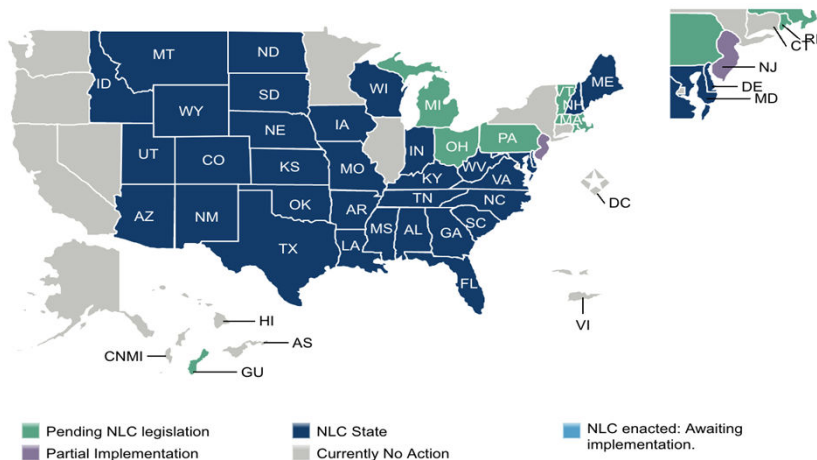 MT
ND
ID
SD
WI
ME
VT
NH
MA
MI
WY
NE
IA
PA
OH
IN
UT
CO
KS
MO
WV
KY
VA
TN
NC
AZ
NM
OK
AR
SC
MS
AL
GA
TX
LA
FL
RI
CT
NJ
DE
MD
DC
VI
HI
AS
CNMI
GU
Pending NLC legislation
Partial Implementation
NLC State
Currently No Action
NLC enacted: Awaiting
implementation.